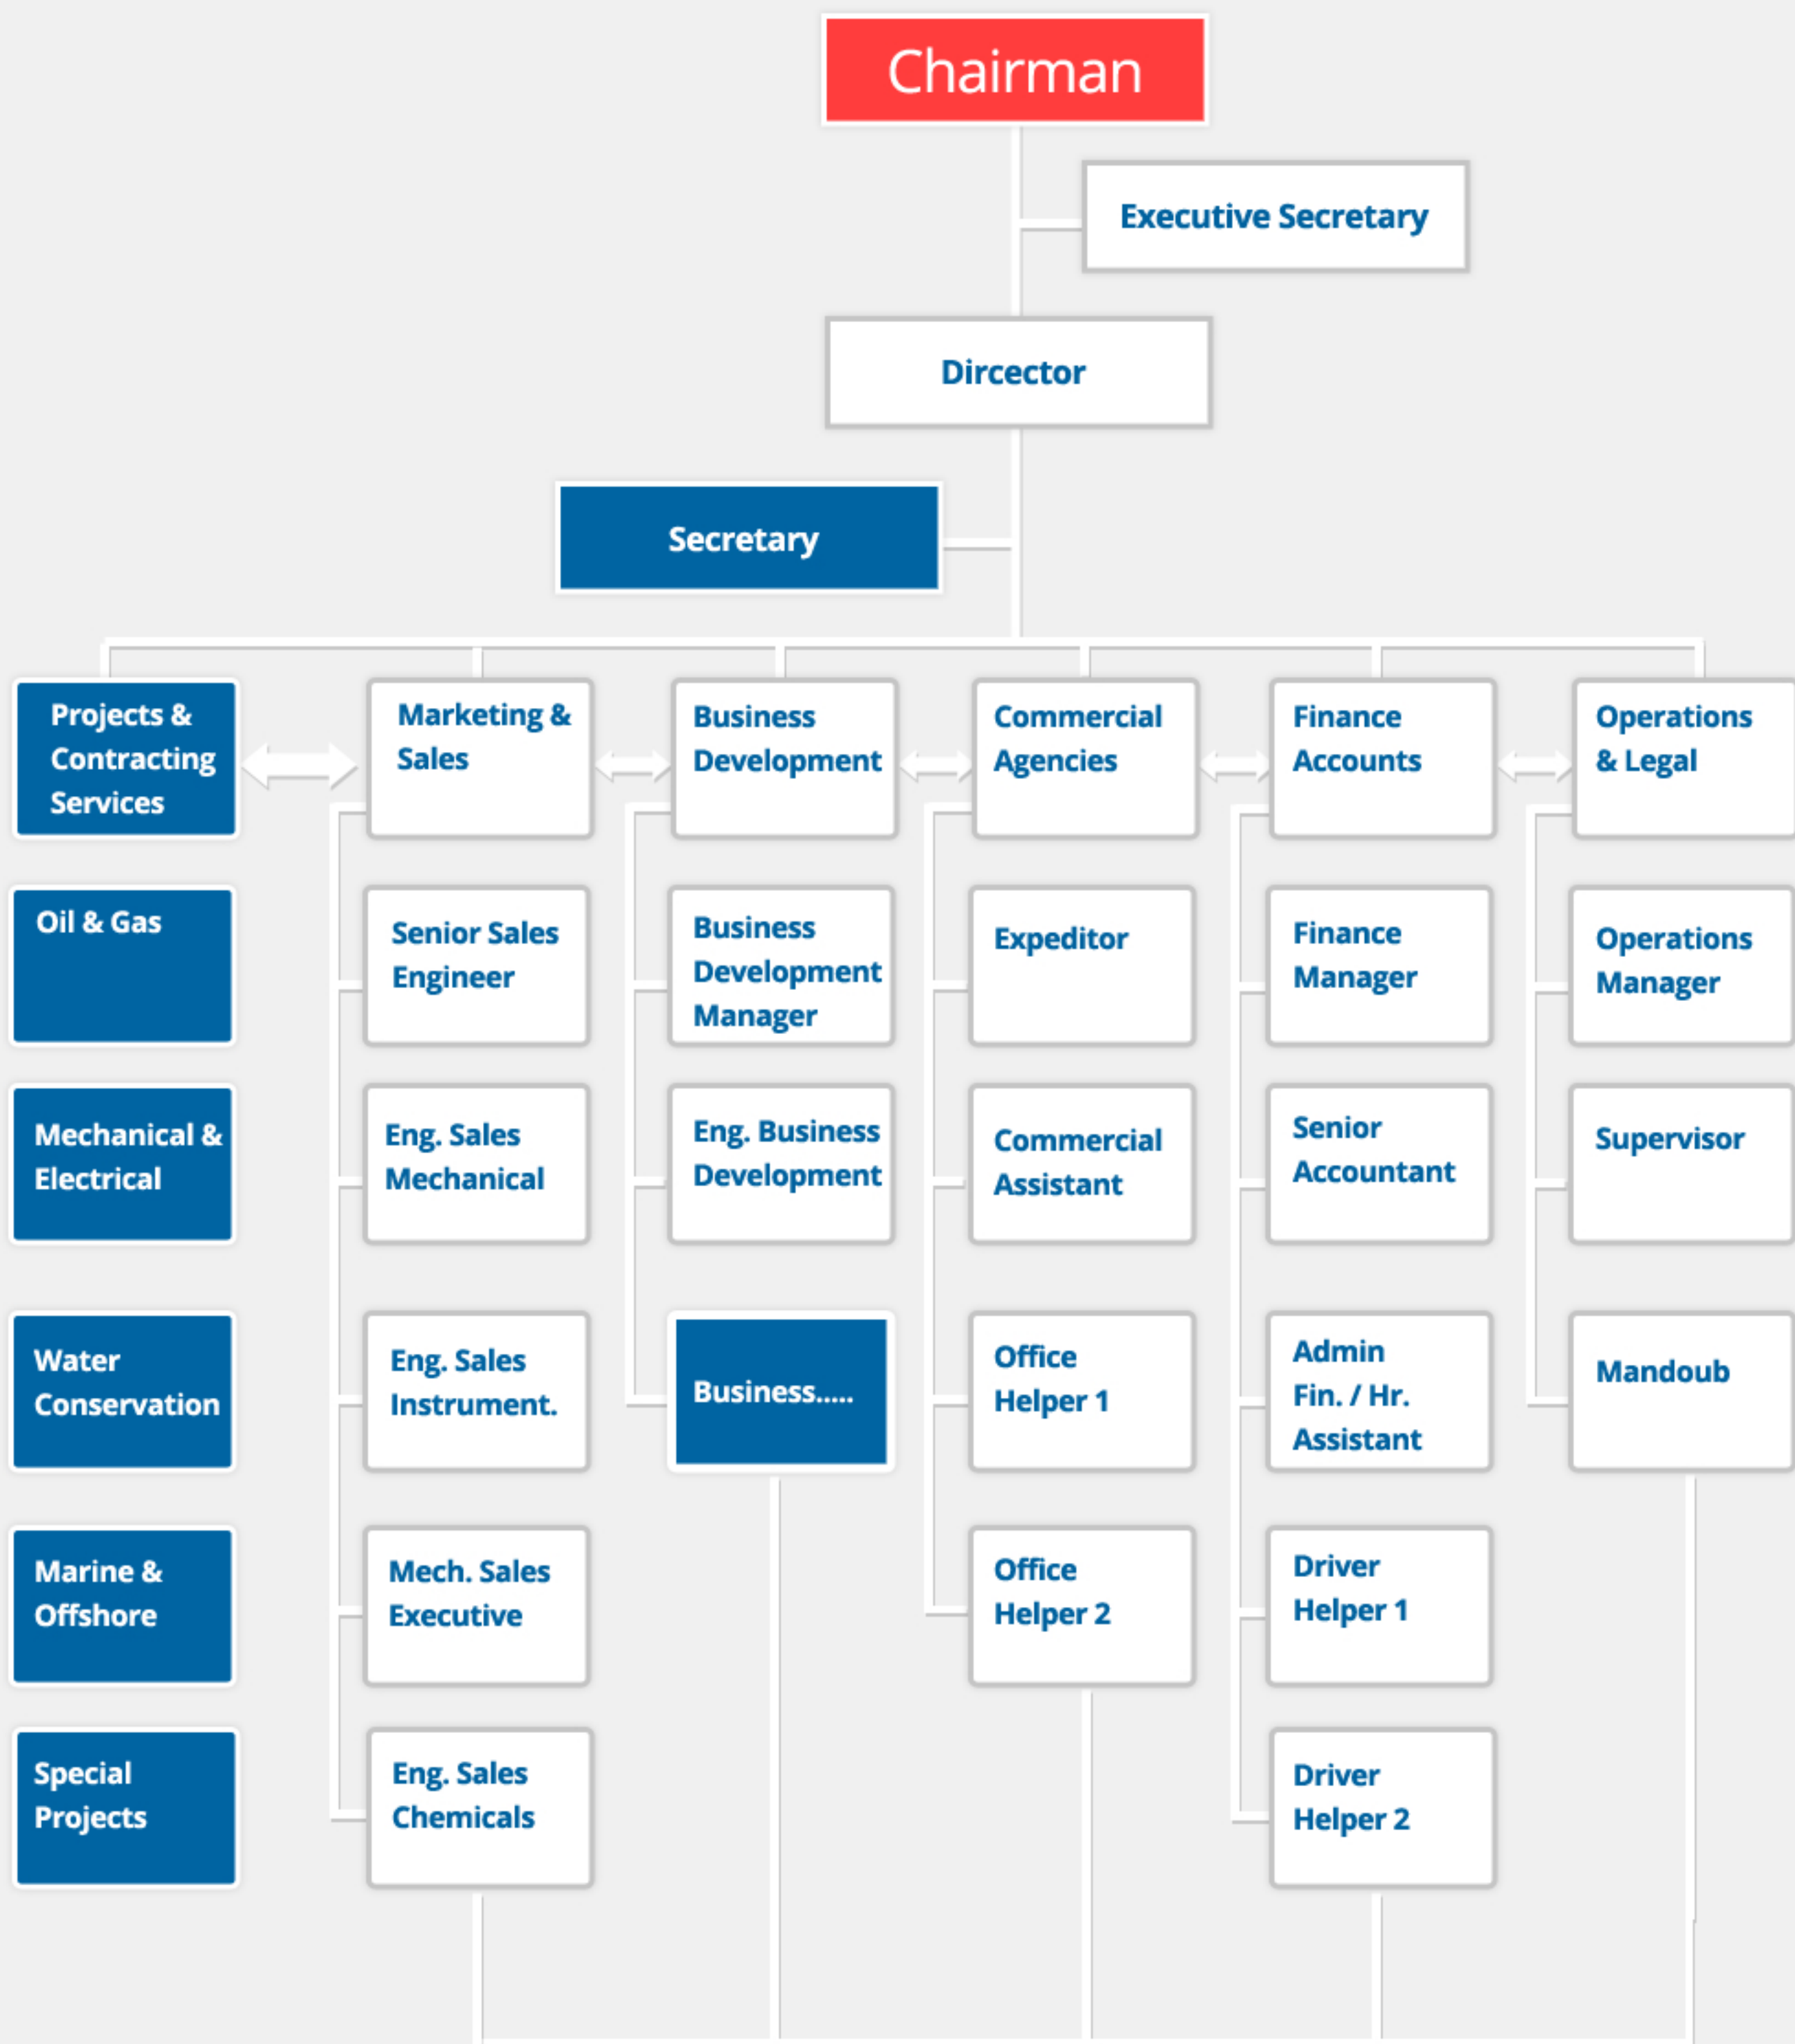 Chairman
Executive Secretary
Dircector
Secretary
Projects &
Contracting
Services
Marketing &
Sales
Business
Development
Commercial
Agencies
Finance
Accounts
Operations
& Legal
Oil & Gas
Senior Sales
Engineer
Business
Development
Manager
Expeditor
Finance
Manager
Operations
Manager
Mechanical &
Electrical
Eng. Sales
Mechanical
Eng. Business
Development
Commercial
Assistant
Senior
Accountant
Supervisor
Water
Conservation
Eng. Sales
Instrument.
Business.....
Office
Helper 1
Admin
Fin. / Hr.
Assistant
Mandoub
Marine &
Offshore
Mech. Sales
Executive
Office
Helper 2
Driver
Helper 1
Special
Projects
Eng. Sales
Chemicals
Driver
Helper 2